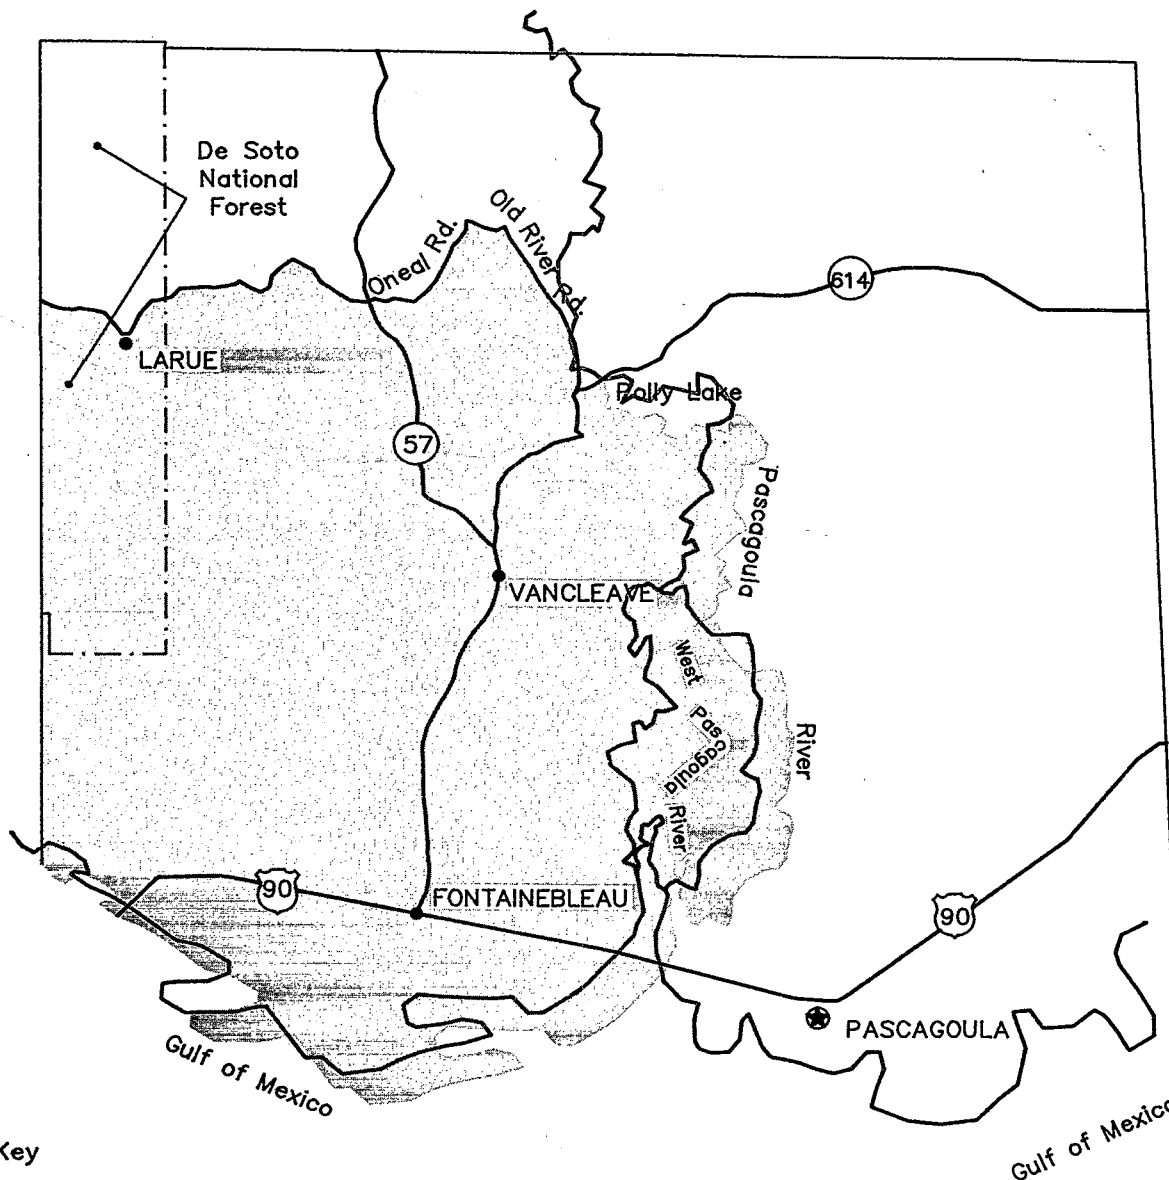 De Soto
National
Forest
Oneal Rd.
Old River Rd.
614
LARUE
Polly Lake
57
Pascagoula
VANCLEAVE
West
Pascagoula
River
River
90
FONTAINEBLEAU
90
PASCAGOULA
Gulf of Mexico
Gulf of Mexico
Key